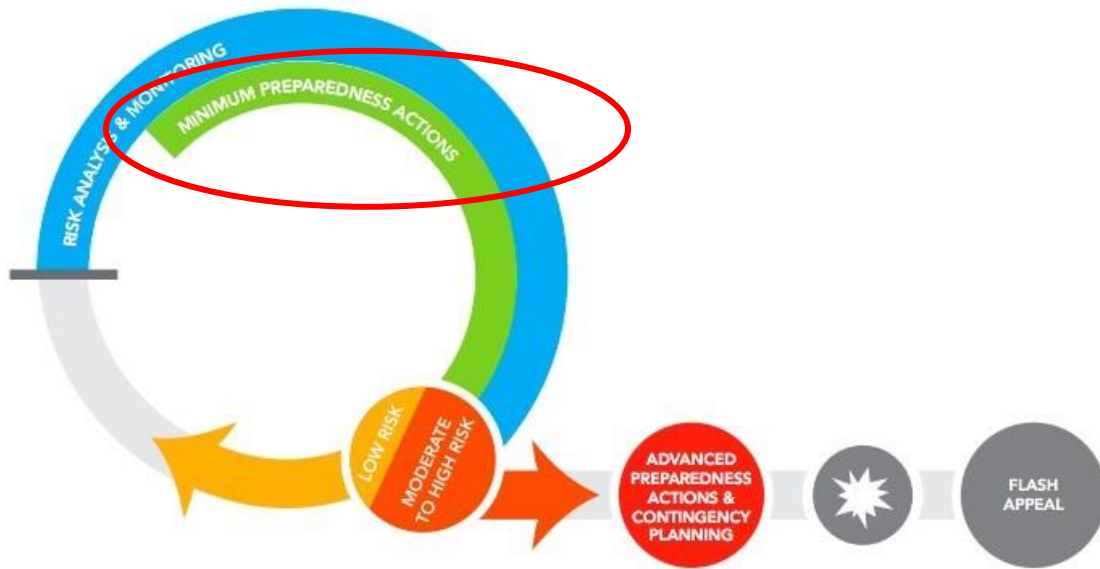 RISK ANALYSIS & MONITORING
MINIMUM PREPAREDNESS ACTIONS
LOW RISK
MODERATE
TO HIGH RISK
ADVANCED
PREPAREDNESS
ACTIONS &
CONTINGENCY
PLANNING
FLASH
APPEAL